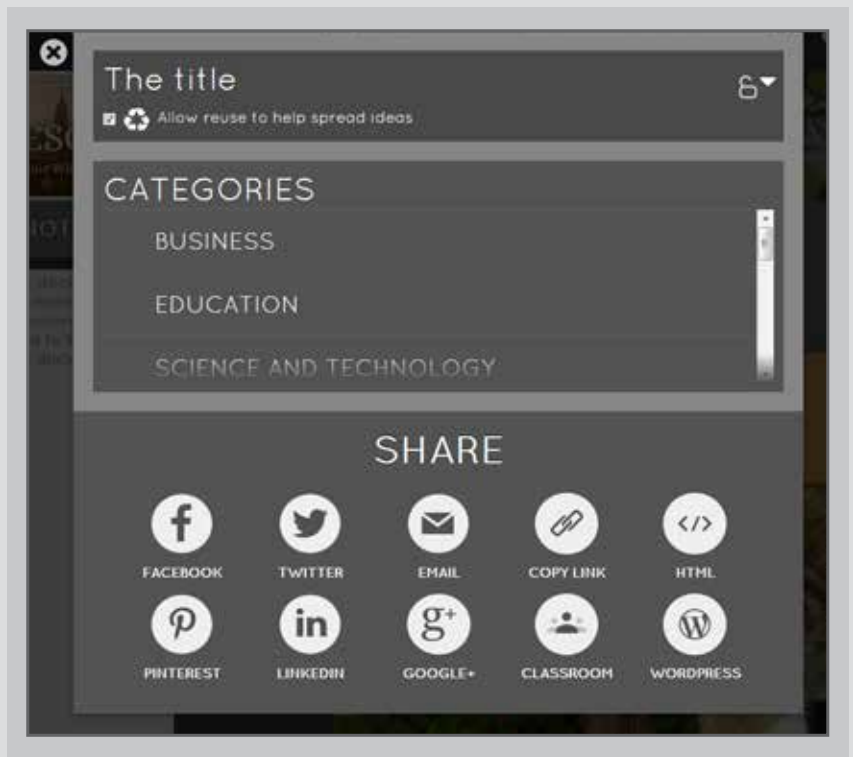 The title
Allow reuse to help spread ideas
CATEGORIES
BUSINESS
EDUCATION
SCIENCE AND TECHNOLOGY
SHARE
FACEBOOK TWITTER EMAIL COPY LINK HTML
PINTEREST LINKEDIN GOOGLE+ CLASSROOM WORDPRESS